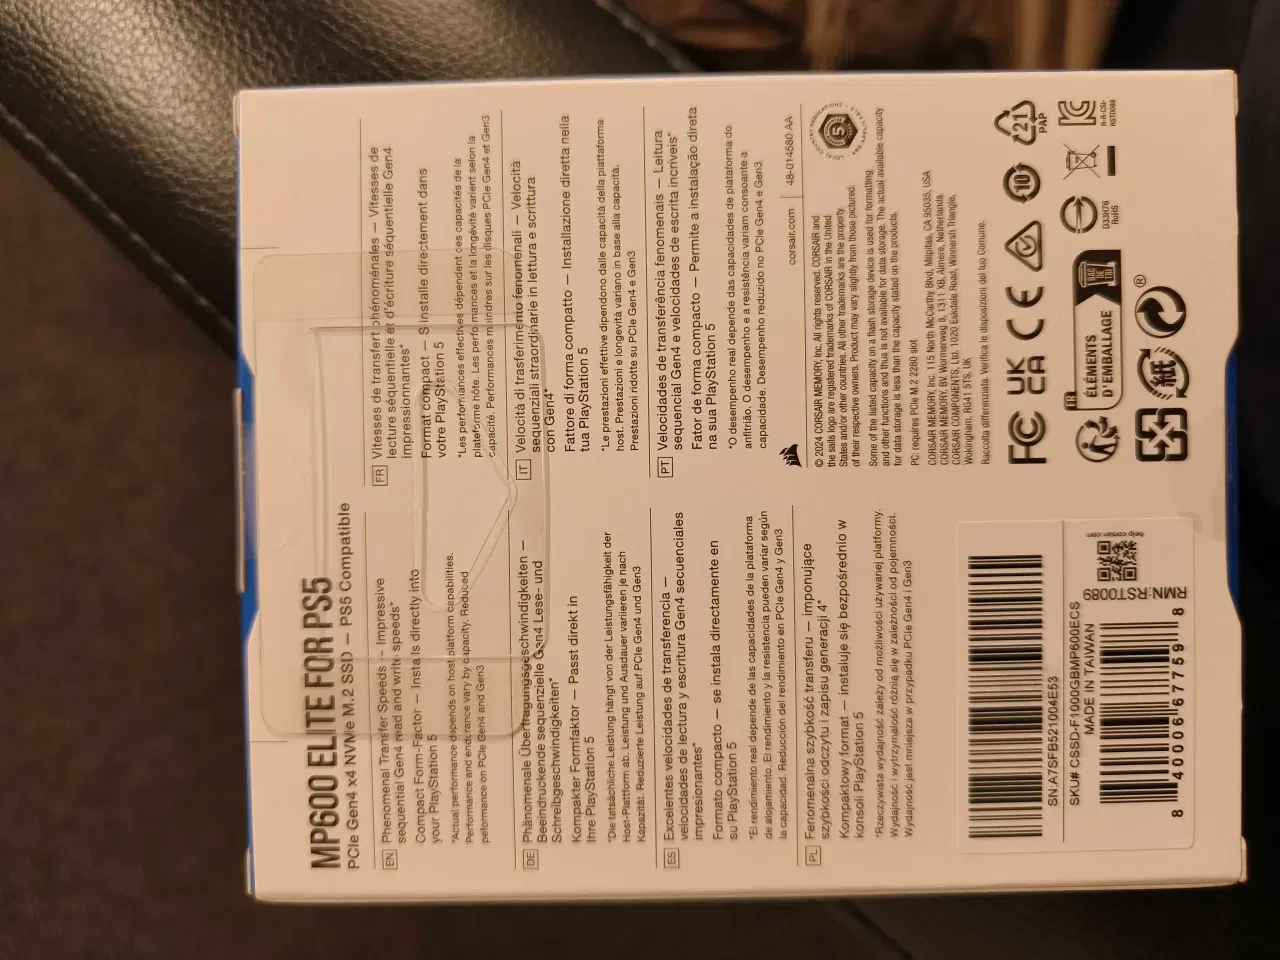 MP600 ELITE FOR PS5
PCIe Gen4 x4 NVMe M.2 SSD – PS5 Compatible
EN
Phenomenal Transfer Speeds – Impressive
sequential Gen4 read and write speeds*
Compact Form-Factor – Installs directly into
your PlayStation 5
*Actual performance depends on host platform capabilities.
Performance and endurance vary by capacity. Reduced
peformance on PCIe Gen4 and Gen3
DE
Phänomenale Übertragungsgeschwindigkeiten –
Beeindruckende sequenzielle Gen4 Lese- und
Schreibgeschwindigkeiten*
Kompakter Formfaktor – Passt direkt in
Ihre PlayStation 5
*Die tatsächliche Leistung hängt von der Leistungsfähigkeit der
Host-Plattform ab. Leistung und Ausdauer variieren je nach
Kapazität. Reduzierte Leistung auf PCIe Gen4 und Gen3
ES
Excelentes velocidades de transferencia –
velocidades de lectura y escritura Gen4 secuenciales
impresionantes*
Formato compacto – se instala directamente en
su PlayStation 5
*El rendimiento real depende de las capacidades de la plataforma
de alojamiento. El rendimiento y la resistencia pueden variar según
la capacidad. Reducción del rendimiento en PCIe Gen4 y Gen3
PL
Fenomenalna szybkość transferu – imponujące
szybkości odczytu i zapisu generacji 4*
Kompaktowy format – instaluje się bezpośrednio w
konsoli PlayStation 5
*Rzeczywista wydajność zależy od możliwości używanej platformy.
Wydajność i wytrzymałość różnią się w zależności od pojemności.
Wydajność jest mniejsza w przypadku PCIe Gen4 i Gen3
SN:A7SFB521004E53
SKU# CSSD-F1000GBMP600ECS
MADE IN TAIWAN
8 40006 67759 8
help.corsair.com
RMN:RST0089
FR
Vitesses de transfert phénoménales – Vitesses de
lecture séquentielle et d'écriture séquentielle Gen4
impressionnantes*
Format compact – S'installe directement dans
votre PlayStation 5
*Les performances effectives dépendent des capacités de la
plateforme hôte. Les performances et la longévité varient selon la
capacité. Performances moindres sur les disques PCIe Gen4 et Gen3
IT
Velocità di trasferimento fenomenali – Velocità
sequenziali straordinarie in lettura e scrittura
con Gen4*
Fattore di forma compatto – Installazione diretta nella
tua PlayStation 5
*Le prestazioni effettive dipendono dalle capacità della piattaforma
host. Prestazioni e longevità variano in base alla capacità.
Prestazioni ridotte su PCIe Gen4 e Gen3
PT
Velocidades de transferência fenomenais – Leitura
sequencial Gen4 e velocidades de escrita incríveis*
Fator de forma compacto – Permite a instalação direta
na sua PlayStation 5
*O desempenho real depende das capacidades de plataforma do
anfitrião. O desempenho e a resistência variam consoante a
capacidade. Desempenho reduzido no PCIe Gen4 e Gen3
corsair.com
48-014580 AA
© 2024 CORSAIR MEMORY, Inc. All rights reserved. CORSAIR and
the sails logo are registered trademarks of CORSAIR in the United
States and/or other countries. All other trademarks are the property
of their respective owners. Product may vary slightly from those pictured.
Some of the listed capacity on a flash storage device is used for formatting
and other functions and thus is not available for data storage. The actual available capacity
for data storage is less than the capacity stated on the products.
PC: requires PCIe M.2 2280 slot
CORSAIR MEMORY, Inc. 115 North McCarthy Blvd, Milpitas, CA 95035, USA
CORSAIR MEMORY, BV. Wormerweg 8, 1311 XB, Almere, Netherlands
CORSAIR COMPONENTS, Ltd. 1020 Eskdale Road, Winnersh Triangle,
Wokingham, RG41 5TS, UK
Raccolta differenziata. Verifica le disposizioni del tuo Comune.
FC UK CA CE 10 21 PAP
FR
ÉLÉMENTS
D'EMBALLAGE
BAC DE TRI
D33H76
RoHS
R-R-CSI-
RST0089
紙
®